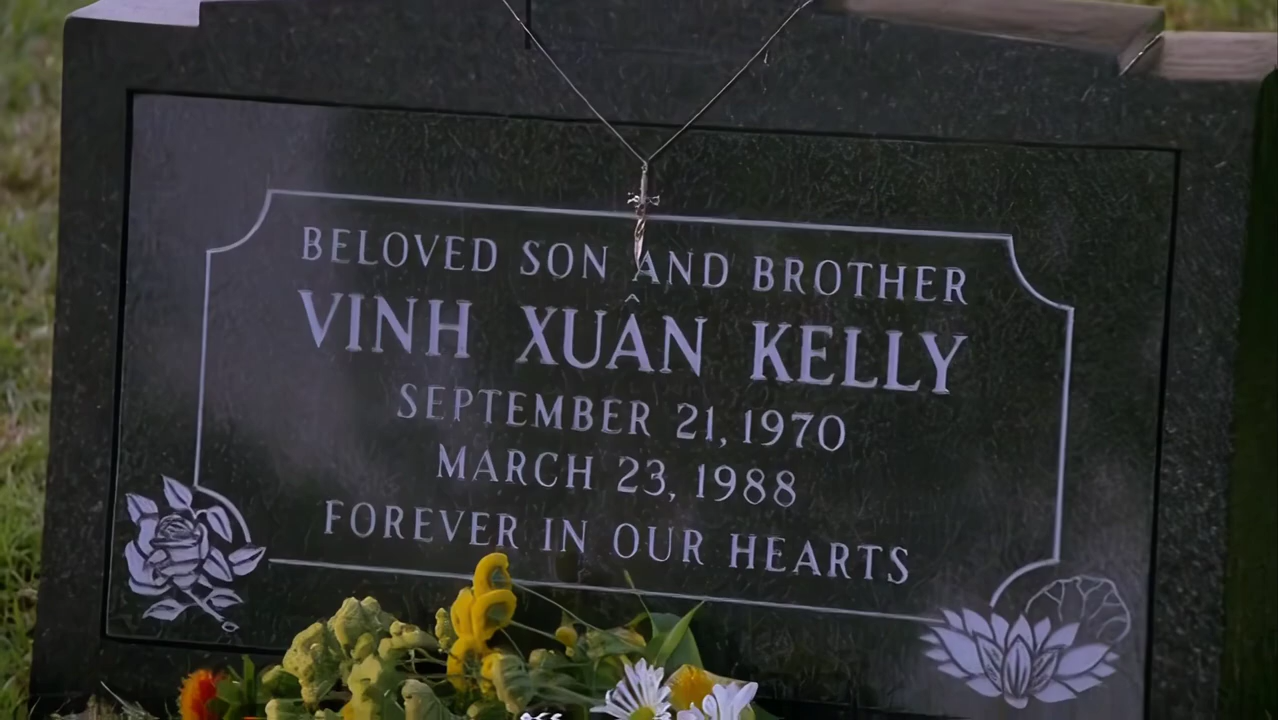 BELOVED SON AND BROTHER
VINH XUÂN KELLY
SEPTEMBER 21, 1970
MARCH 23, 1988
FOREVER IN OUR HEARTS